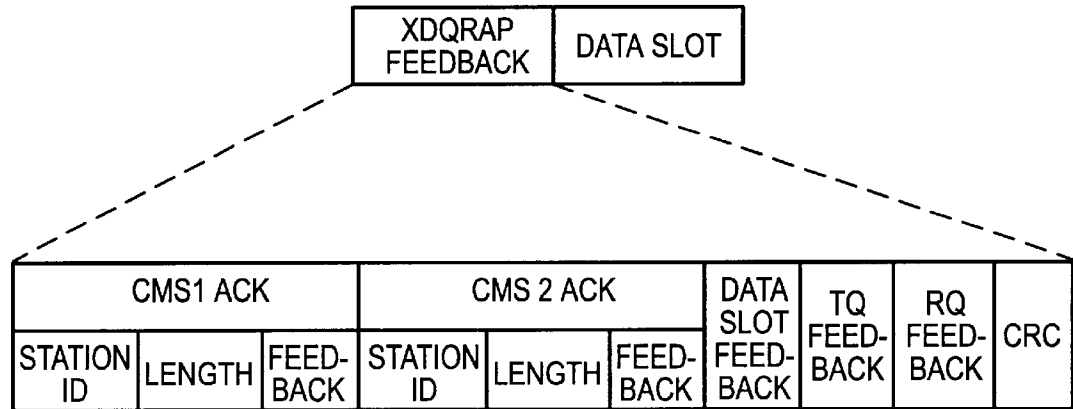 XDQRAP
FEEDBACK
DATA SLOT
CMS1 ACK
CMS 2 ACK
STATION
ID
LENGTH
FEED-
BACK
STATION
ID
LENGTH
FEED-
BACK
DATA
SLOT
FEED-
BACK
TQ
FEED-
BACK
RQ
FEED-
BACK
CRC